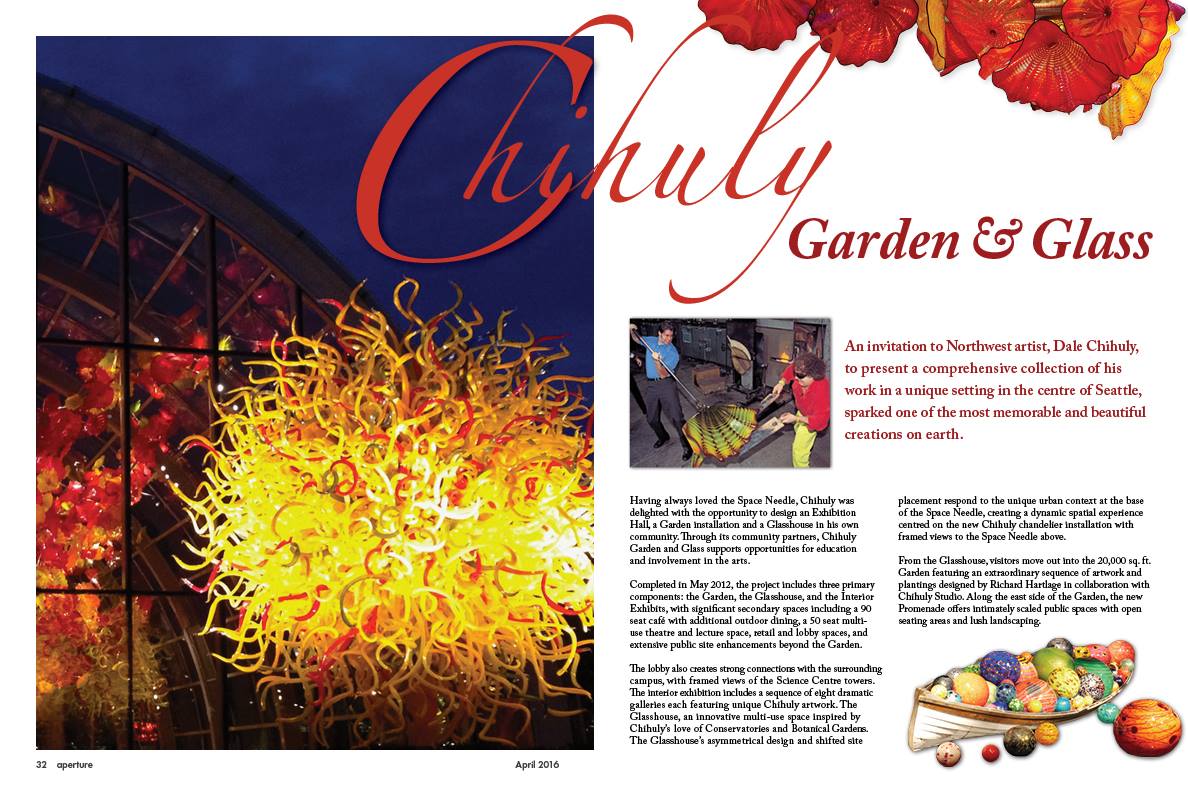 Chihuly
Garden & Glass
An invitation to Northwest artist, Dale Chihuly,
to present a comprehensive collection of his
work in a unique setting in the centre of Seattle,
sparked one of the most memorable and beautiful
creations on earth.
Having always loved the Space Needle, Chihuly was
delighted with the opportunity to design an Exhibition
Hall, a Garden installation and a Glasshouse in his own
community. Through its community partners, Chihuly
Garden and Glass supports opportunities for education
and involvement in the arts.
Completed in May 2012, the project includes three primary
components: the Garden, the Glasshouse, and the Interior
Exhibits, with significant secondary spaces including a 90
seat café with additional outdoor dining, a 50 seat multi-
use theatre and lecture space, retail and lobby spaces, and
extensive public site enhancements beyond the Garden.
The lobby also creates strong connections with the surrounding
campus, with framed views of the Science Centre towers.
The interior exhibition includes a sequence of eight dramatic
galleries each featuring unique Chihuly artwork. The
Glasshouse, an innovative multi-use space inspired by
Chihuly's love of Conservatories and Botanical Gardens.
The Glasshouse's asymmetrical design and shifted site
placement respond to the unique urban context at the base
of the Space Needle, creating a dynamic spatial experience
centred on the new Chihuly chandelier installation with
framed views to the Space Needle above.
From the Glasshouse, visitors move out into the 20,000 sq. ft.
Garden featuring an extraordinary sequence of artwork and
plantings designed by Richard Hartlage in collaboration with
Chihuly Studio. Along the east side of the Garden, the new
Promenade offers intimately scaled public spaces with open
seating areas and lush landscaping.
32 aperture
April 2016